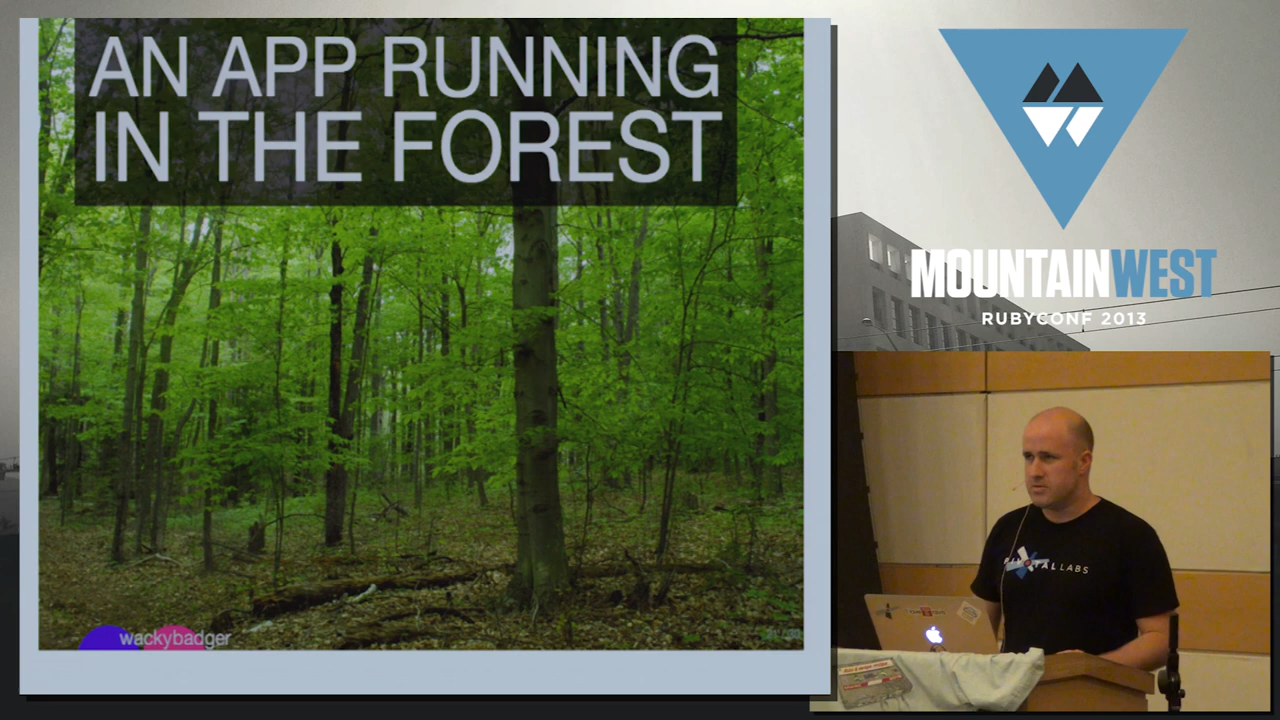 AN APP RUNNING
IN THE FOREST
wackybadger
MOUNTAINWEST
RUBYCONF 2013
LABS